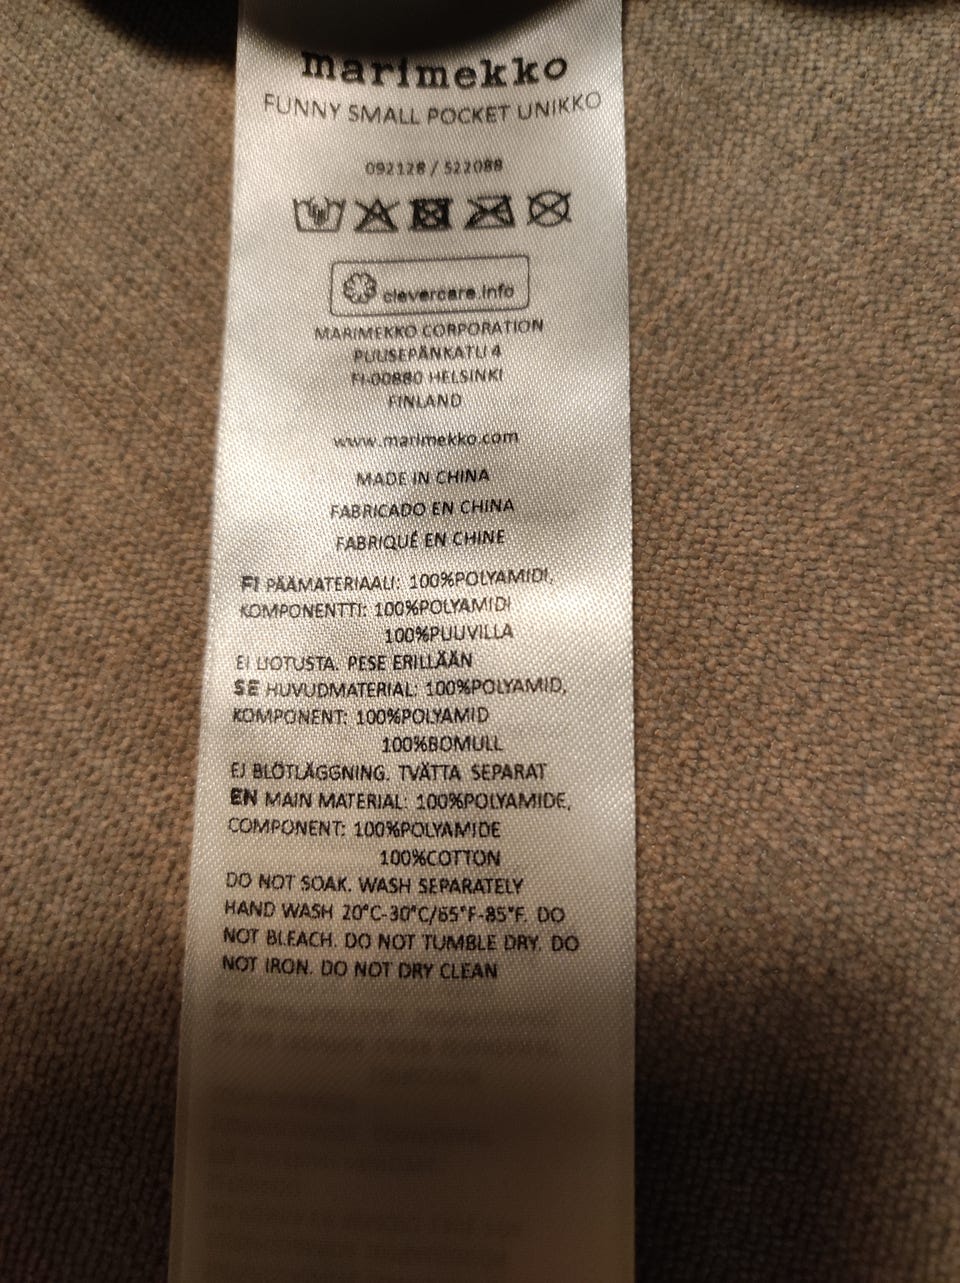 marimekko
FUNNY SMALL POCKET UNIKKO
092128 / 522088
clevercare.info
MARIMEKKO CORPORATION
PUUSEPÄNKATU 4
FI-00880 HELSINKI
FINLAND
www.marimekko.com
MADE IN CHINA
FABRICADO EN CHINA
FABRIQUÉ EN CHINE
FI PÄÄMATERIAALI: 100%POLYAMIDI,
KOMPONENTTI: 100%POLYAMIDI
100%PUUVILLA
EI LIOTUSTA. PESE ERILLÄÄN
SE HUVUDMATERIAL: 100%POLYAMID,
KOMPONENT: 100%POLYAMID
100%BOMULL
EJ BLÖTLÄGGNING. TVÄTTA SEPARAT
EN MAIN MATERIAL: 100%POLYAMIDE,
COMPONENT: 100%POLYAMIDE
100%COTTON
DO NOT SOAK. WASH SEPARATELY
HAND WASH 20°C-30°C/65°F-85°F. DO
NOT BLEACH. DO NOT TUMBLE DRY. DO
NOT IRON. DO NOT DRY CLEAN